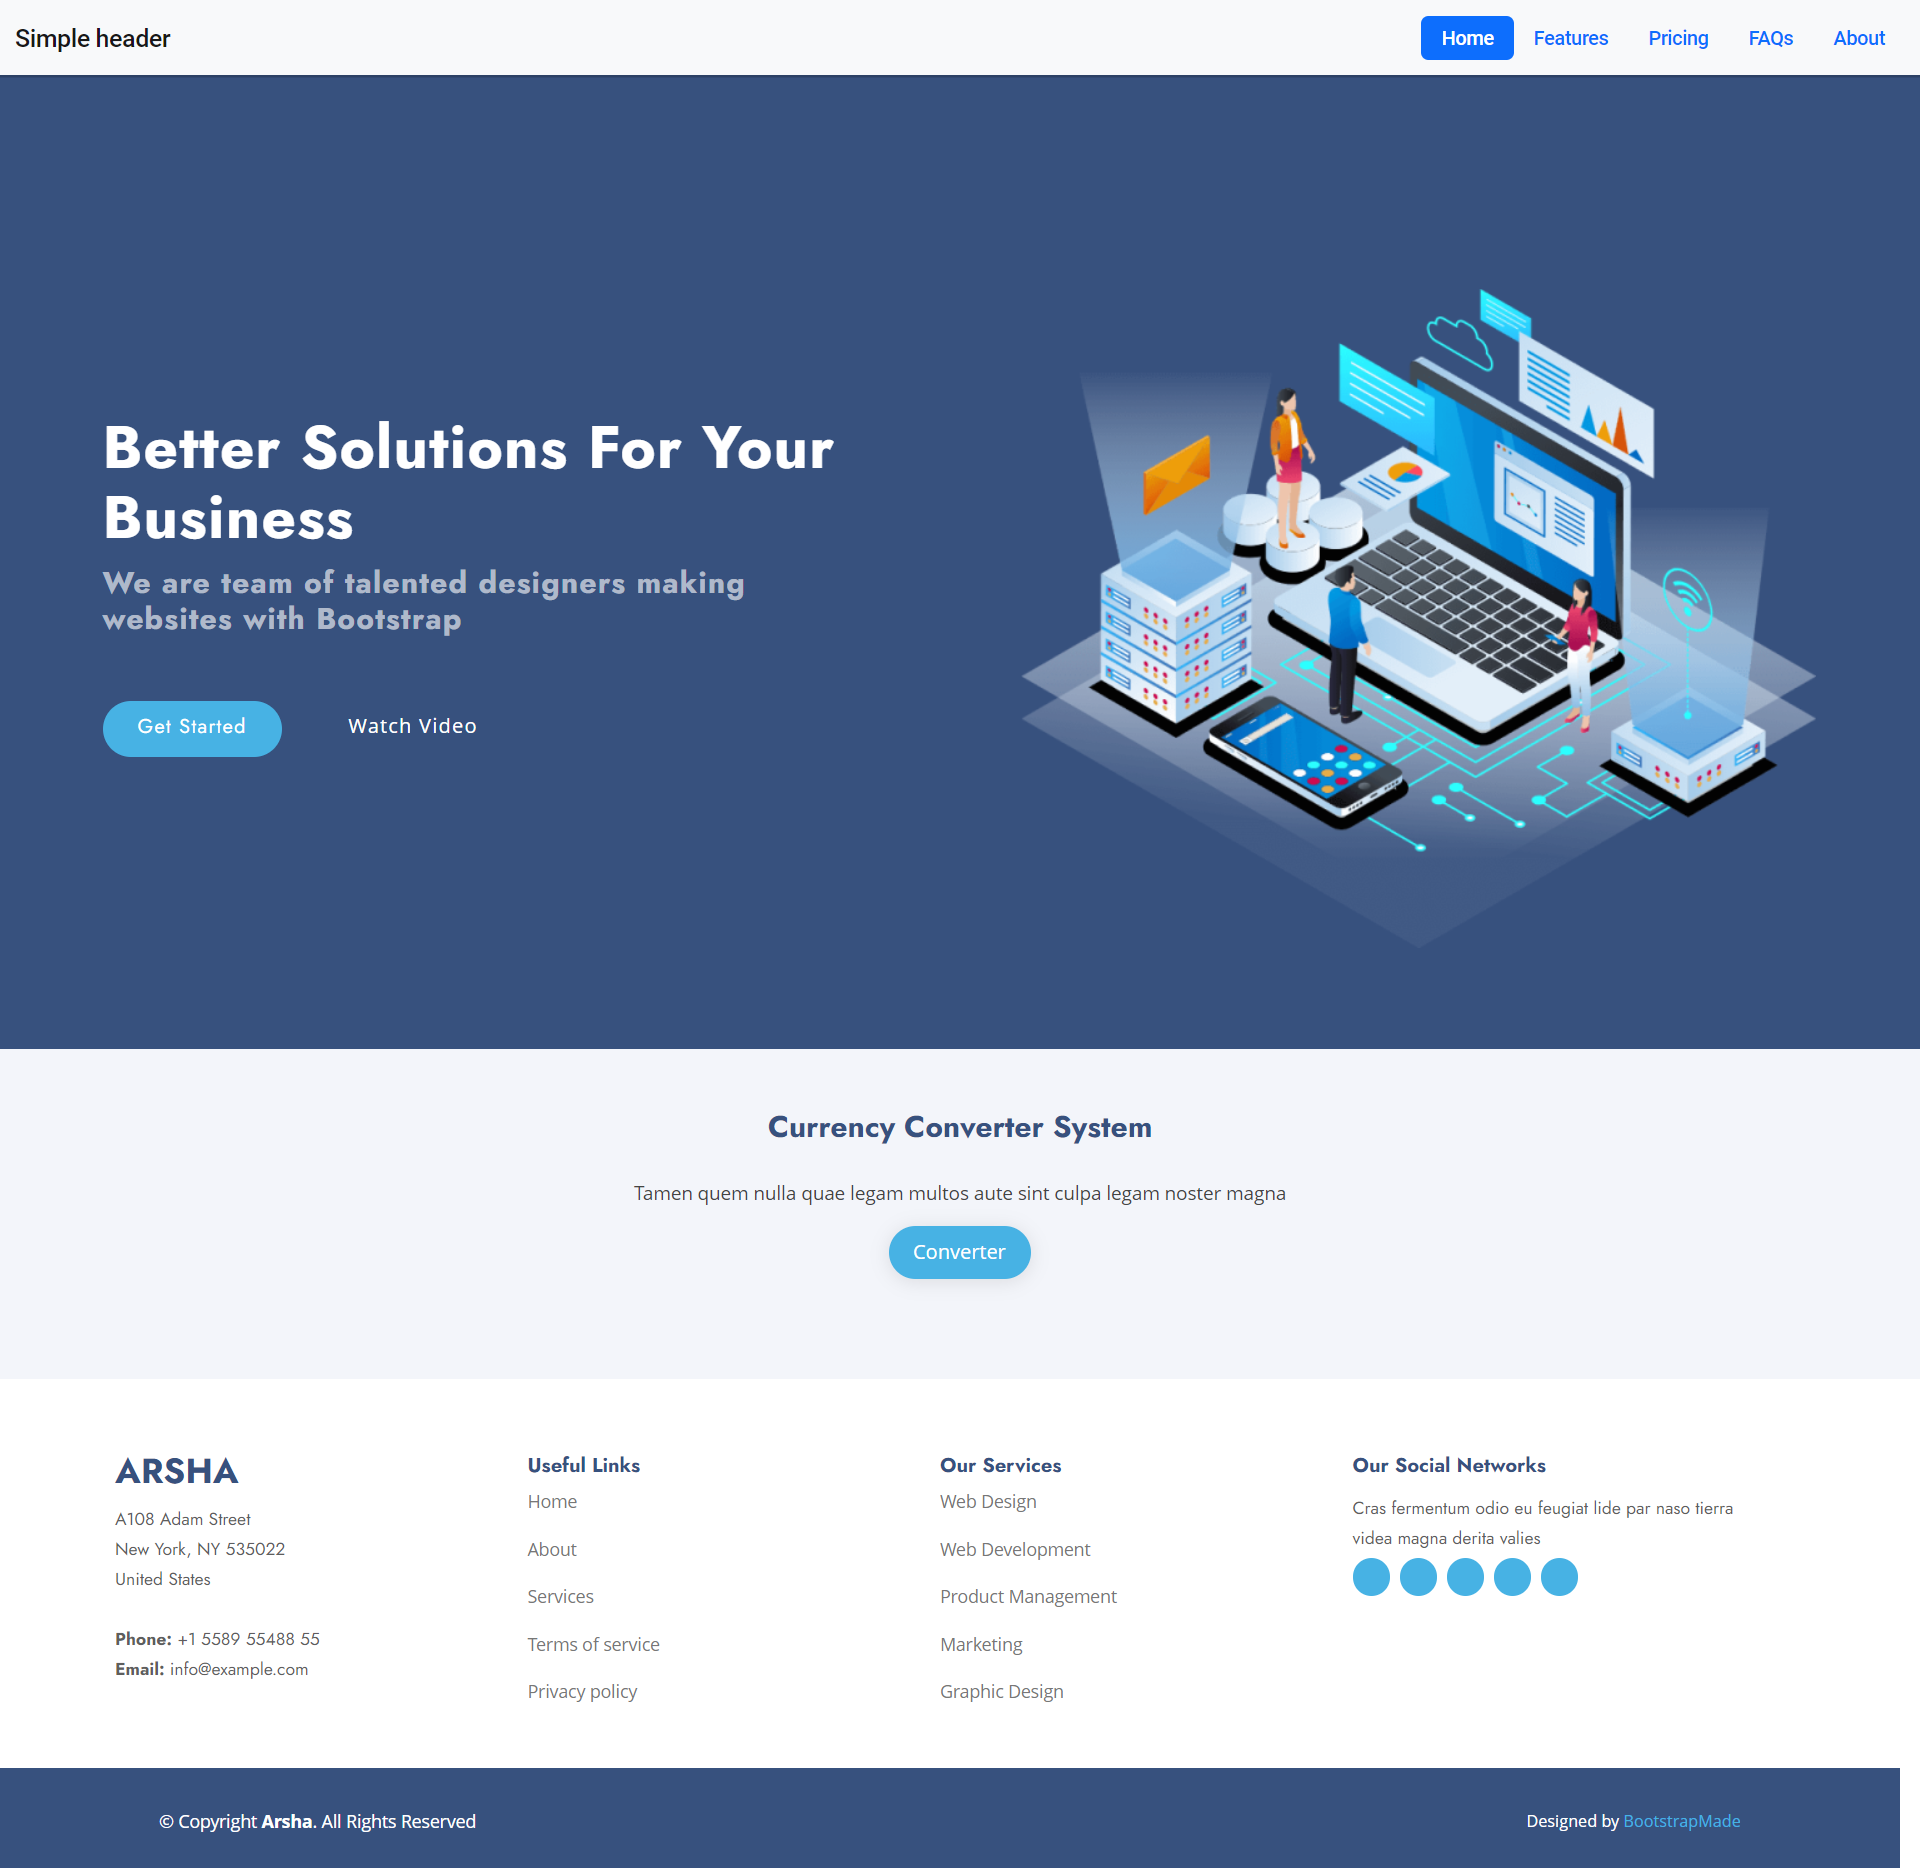 Simple header
Home
Features
Pricing
FAQs
About
Better Solutions For Your
Business
We are team of talented designers making
websites with Bootstrap
Get Started
Watch Video
Currency Converter System
Tamen quem nulla quae legam multos aute sint culpa legam noster magna
Converter
ARSHA
A108 Adam Street
New York, NY 535022
United States
Phone: +1 5589 55488 55
Email: info@example.com
Useful Links
Home
About
Services
Terms of service
Privacy policy
Our Services
Web Design
Web Development
Product Management
Marketing
Graphic Design
Our Social Networks
Cras fermentum odio eu feugiat lide par naso tierra
videa magna derita valies
© Copyright Arsha. All Rights Reserved
Designed by BootstrapMade